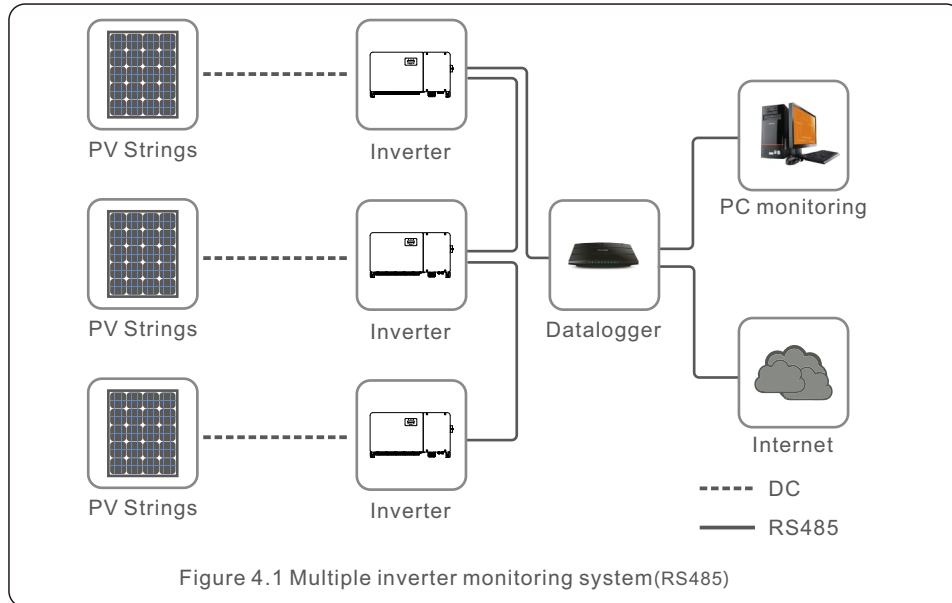 PV Strings
Inverter
PC monitoring
PV Strings
Inverter
Datalogger
Internet
PV Strings
Inverter
DC
RS485
Figure 4.1 Multiple inverter monitoring system(RS485)